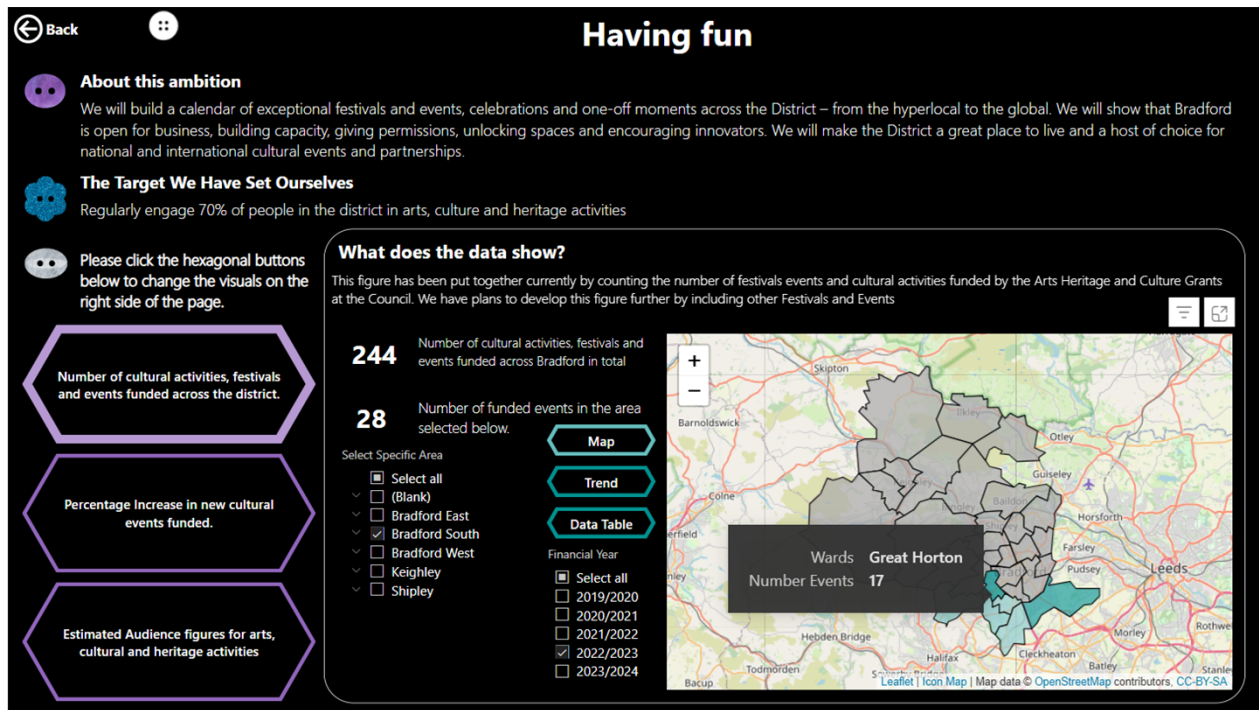 Back
Having fun
About this ambition
We will build a calendar of exceptional festivals and events, celebrations and one-off moments across the District – from the hyperlocal to the global. We will show that Bradford
is open for business, building capacity, giving permissions, unlocking spaces and encouraging innovators. We will make the District a great place to live and a host of choice for
national and international cultural events and partnerships.
The Target We Have Set Ourselves
Regularly engage 70% of people in the district in arts, culture and heritage activities
Please click the hexagonal buttons
below to change the visuals on the
right side of the page.
Number of cultural activities, festivals
and events funded across the district.
Percentage Increase in new cultural
events funded.
Estimated Audience figures for arts,
cultural and heritage activities
What does the data show?
This figure has been put together currently by counting the number of festivals events and cultural activities funded by the Arts Heritage and Culture Grants
at the Council. We have plans to develop this figure further by including other Festivals and Events
244
Number of cultural activities, festivals and
events funded across Bradford in total
28
Number of funded events in the area
selected below.
Select Specific Area
Select all
(Blank)
Bradford East
Bradford South
Bradford West
Keighley
Shipley
Map
Trend
Data Table
Financial Year
Select all
2019/2020
2020/2021
2021/2022
2022/2023
2023/2024
+
−
Skipton
Barnoldswick
Ilkley
Otley
Guiseley
Colne
Keighley
Bingley
Baildon
Shipley
Horsforth
Farsley
Pudsey
Leeds
Bradford
Wards Great Horton
Number Events 17
Hebden Bridge
Halifax
Morley
Rothwe
Cleckheaton
Batley
Todmorden
Bacup
Stanle
Leaflet | Icon Map | Map data © OpenStreetMap contributors, CC-BY-SA